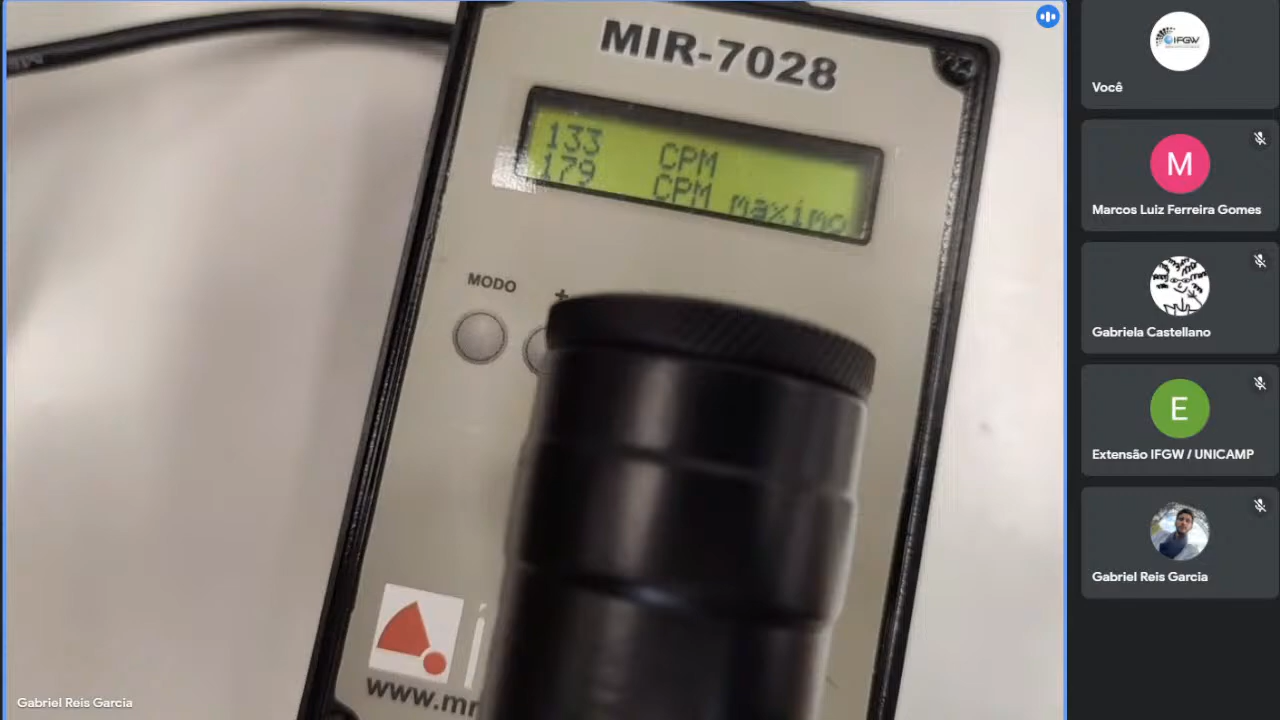 MIR-7028
133 CPM
179 CPM maximo
MODO
+
www.mr
Gabriel Reis Garcia
IFGW
Você
M
Marcos Luiz Ferreira Gomes
Gabriela Castellano
E
Extensão IFGW / UNICAMP
Gabriel Reis Garcia